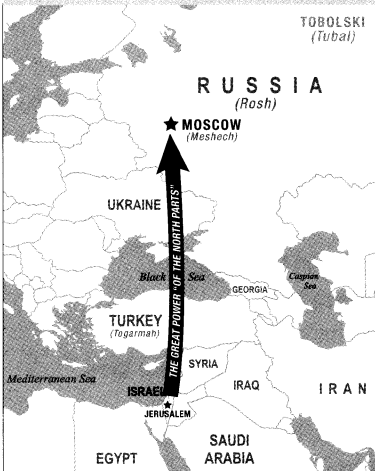 TOBOLSKI
(Tubal)
RUSSIA
(Rosh)
MOSCOW
(Meshech)
UKRAINE
THE GREAT POWER "OF THE NORTH PARTS"
Black Sea
Caspian
Sea
GEORGIA
TURKEY
(Togarmah)
SYRIA
Mediterranean Sea
ISRAEL
IRAQ
IRAN
JERUSALEM
EGYPT
SAUDI
ARABIA